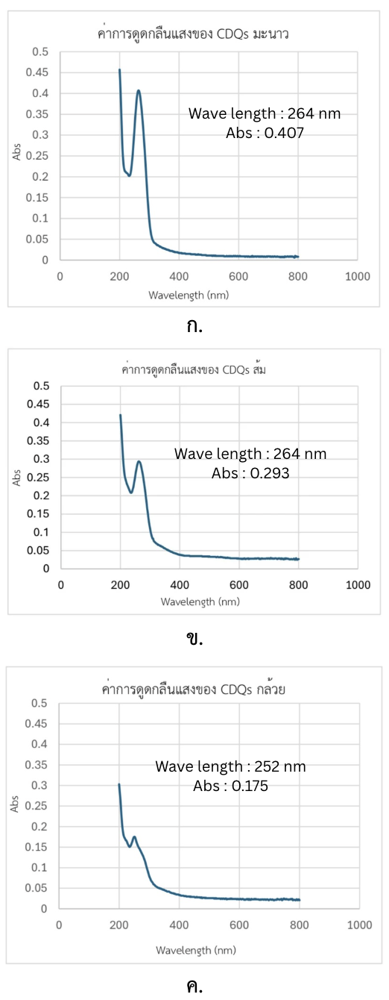 ค่าการดูดกลืนแสงของ CDQs มะนาว
0.5
0.45
0.4
0.35
0.3
0.25
0.2
0.15
0.1
0.05
0
Abs
Wave length : 264 nm
Abs : 0.407
0 200 400 600 800 1000
Wavelength (nm)
ก.
ค่าการดูดกลืนแสงของ CDQs ส้ม
0.5
0.45
0.4
0.35
0.3
0.25
0.2
0.15
0.1
0.05
0
Abs
Wave length : 264 nm
Abs : 0.293
0 200 400 600 800 1000
Wavelength (nm)
ข.
ค่าการดูดกลืนแสงของ CDQs กล้วย
0.5
0.45
0.4
0.35
0.3
0.25
0.2
0.15
0.1
0.05
0
Abs
Wave length : 252 nm
Abs : 0.175
0 200 400 600 800 1000
Wavelength (nm)
ค.